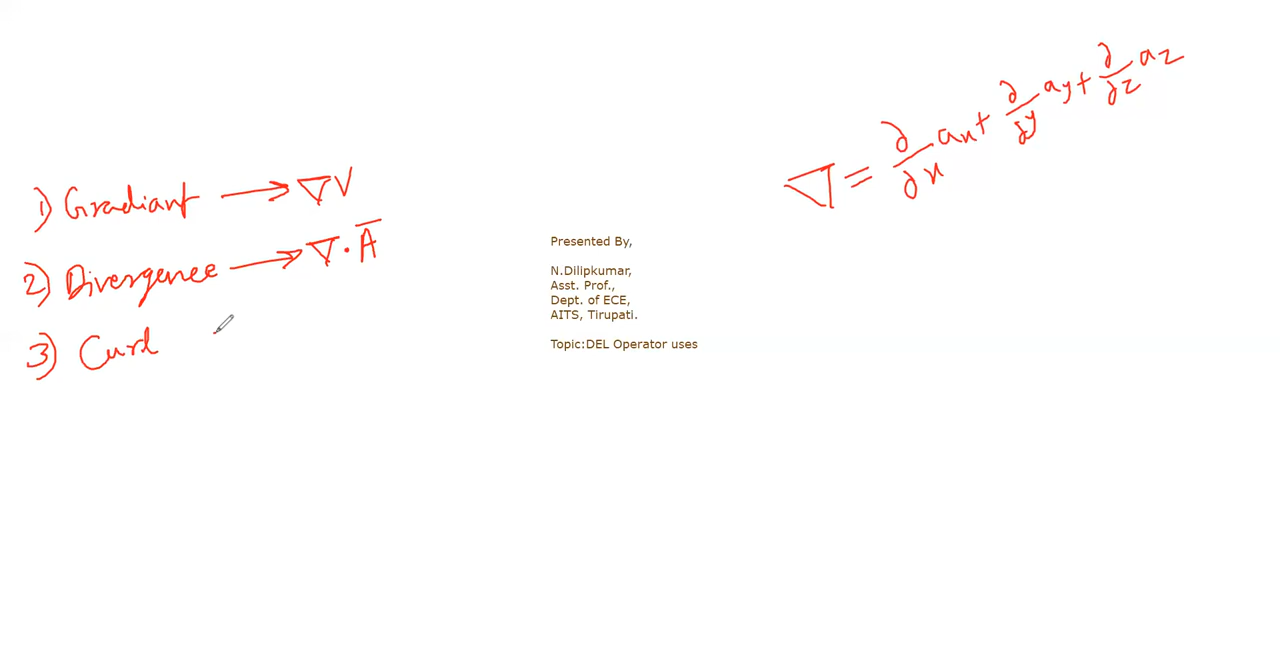 ∇ = ∂/∂x ax + ∂/∂y ay + ∂/∂z az
1) Gradiant → ∇V
2) Divergence → ∇ · A̅
3) Curl
Presented By,
N.Dilipkumar,
Asst. Prof.,
Dept. of ECE,
AITS, Tirupati.
Topic:DEL Operator uses